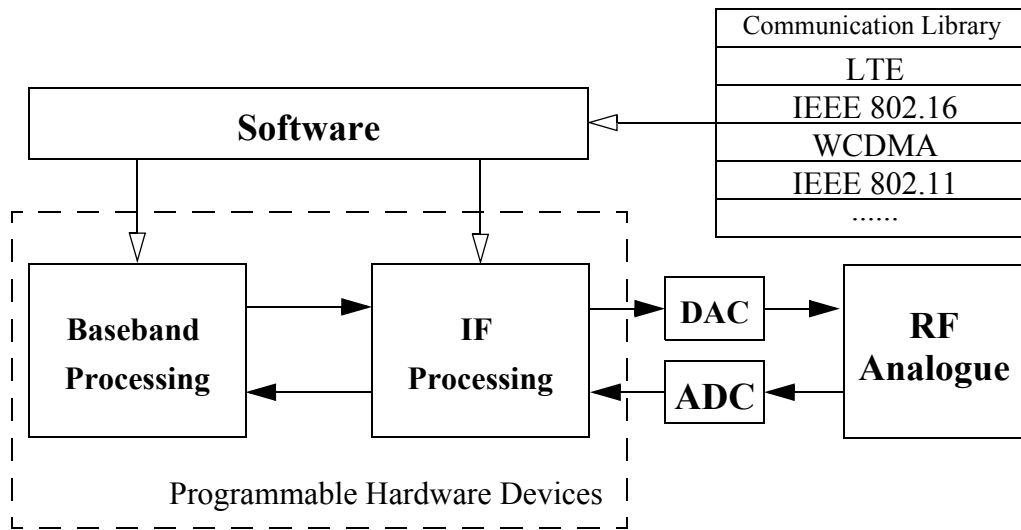 Communication Library
LTE
IEEE 802.16
WCDMA
IEEE 802.11
......
Software
Baseband
Processing
IF
Processing
DAC
ADC
RF
Analogue
Programmable Hardware Devices